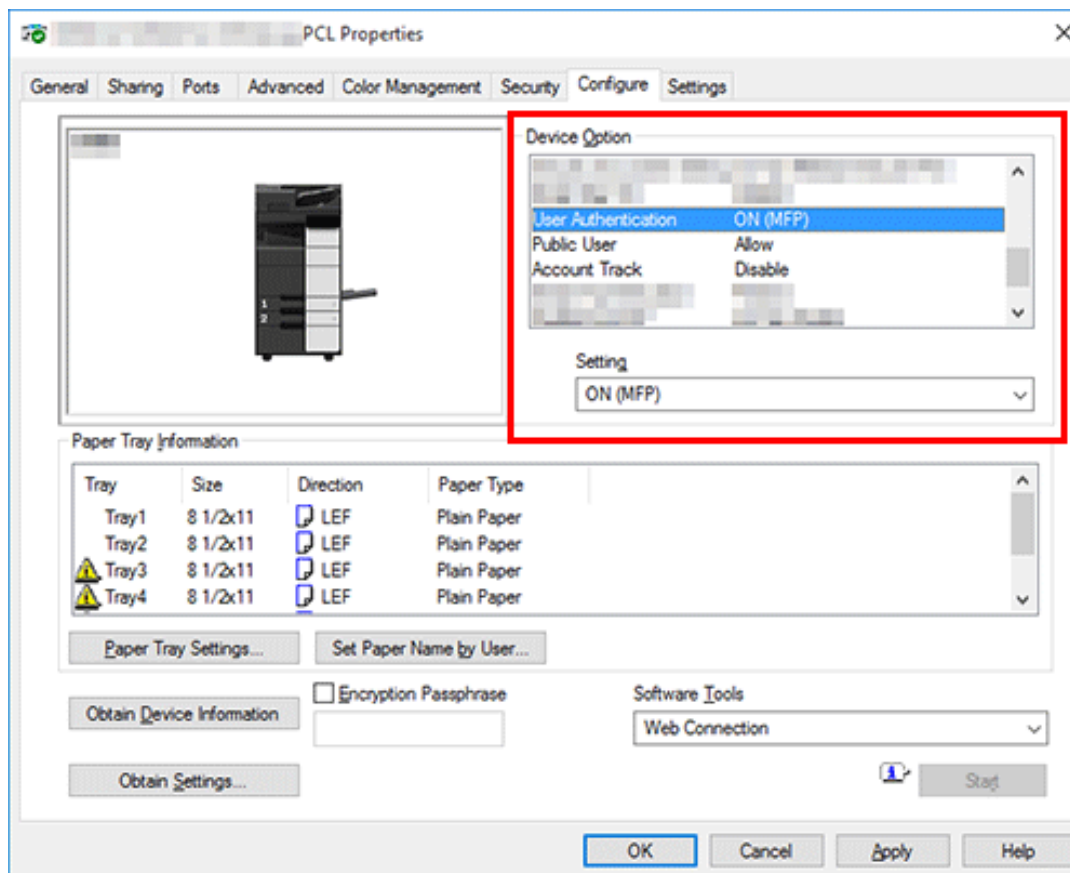 PCL Properties
General Sharing Ports Advanced Color Management Security Configure Settings
Device Option
User Authentication ON (MFP)
Public User Allow
Account Track Disable
1
2
Setting
ON (MFP)
Paper Tray Information
Tray Size Direction Paper Type
Tray1 8 1/2x11 LEF Plain Paper
Tray2 8 1/2x11 LEF Plain Paper
Tray3 8 1/2x11 LEF Plain Paper
Tray4 8 1/2x11 LEF Plain Paper
Paper Tray Settings... Set Paper Name by User...
Obtain Device Information
Encryption Passphrase
Software Tools
Web Connection
Obtain Settings...
Start
OK Cancel Apply Help